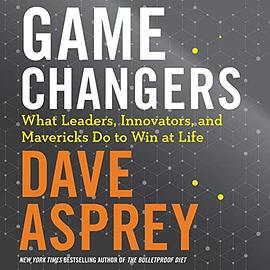 GAME
CHANGERS
What Leaders, Innovators, and
Mavericks Do to Win at Life
DAVE
ASPREY
NEW YORK TIMES BESTSELLING AUTHOR OF THE BULLETPROOF DIET